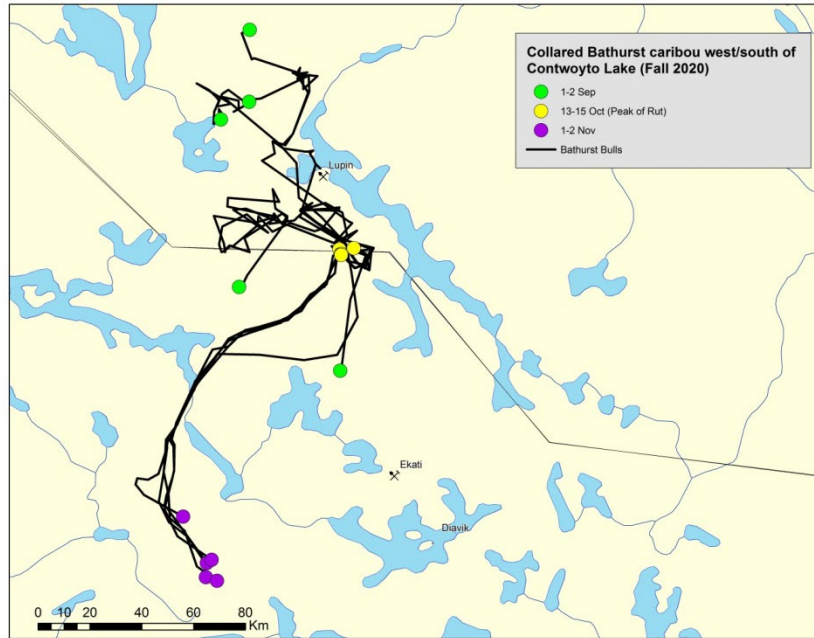 Collared Bathurst caribou west/south of
Contwoyto Lake (Fall 2020)
1-2 Sep
13-15 Oct (Peak of Rut)
1-2 Nov
Bathurst Bulls
Lupin
Ekati
Diavik
0 5 10 20 40 60 80
Km